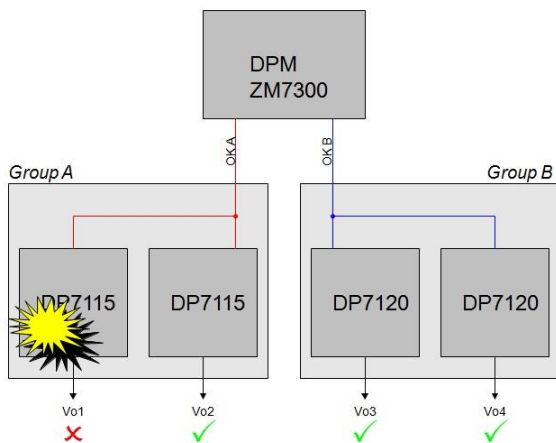 DPM
ZM7300
OK A
OK B
Group A
Group B
DP7115
DP7115
DP7120
DP7120
Vo1
Vo2
Vo3
Vo4